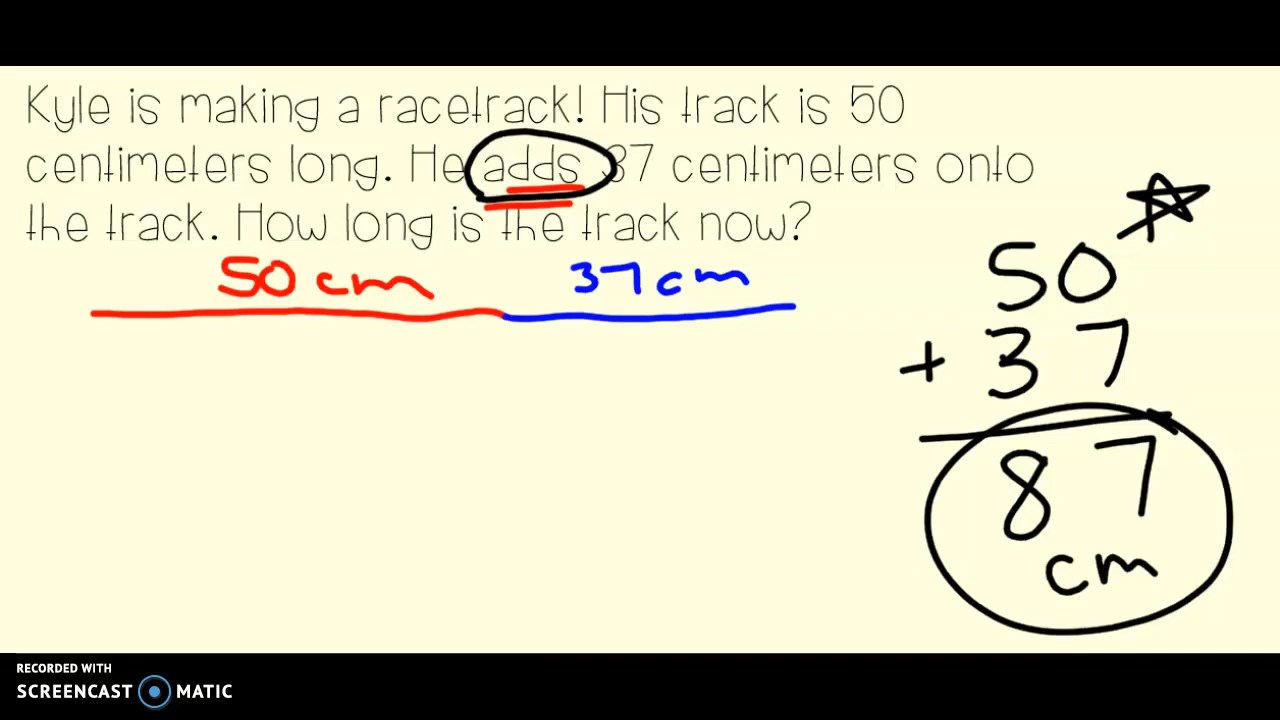 Kyle is making a racetrack! His track is 50
centimeters long. He adds 37 centimeters onto
the track. How long is the track now?
50 cm 37 cm
50
+ 37
87
cm
RECORDED WITH
SCREENCAST MATIC